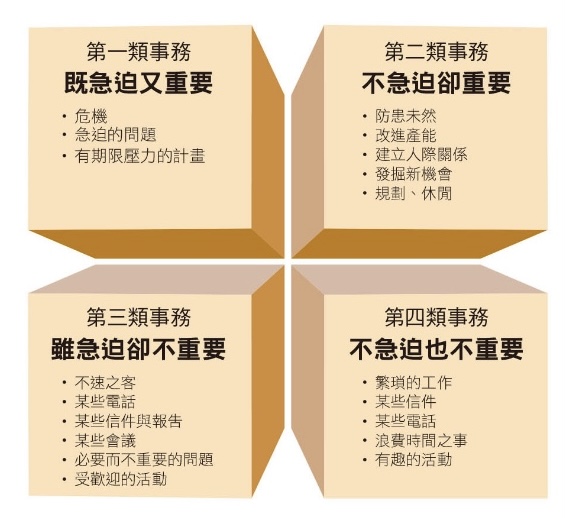 第一類事務
既急迫又重要
• 危機
• 急迫的問題
• 有期限壓力的計畫
第二類事務
不急迫卻重要
• 防患未然
• 改進產能
• 建立人際關係
• 發掘新機會
• 規劃、休閒
第三類事務
雖急迫卻不重要
• 不速之客
• 某些電話
• 某些信件與報告
• 某些會議
• 必要而不重要的問題
• 受歡迎的活動
第四類事務
不急迫也不重要
• 繁瑣的工作
• 某些信件
• 某些電話
• 浪費時間之事
• 有趣的活動